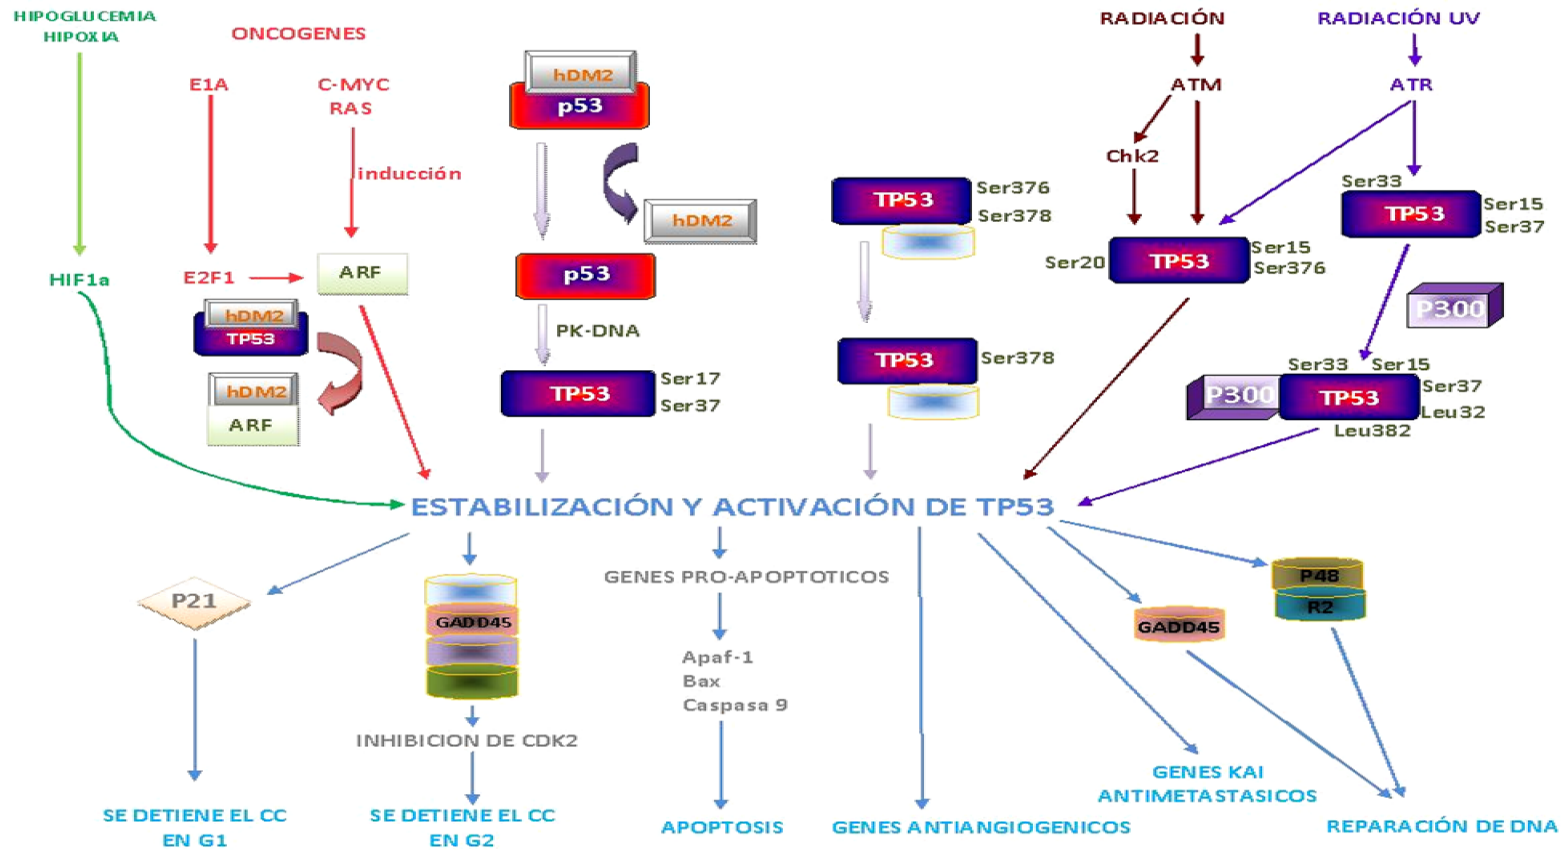 HIPOGLUCEMIA
HIPOXIA
HIF1a
ONCOGENES
E1A
C-MYC
RAS
inducción
E2F1
ARF
hDM2
TP53
hDM2
ARF
hDM2
p53
hDM2
p53
PK-DNA
TP53
Ser17
Ser37
TP53
Ser376
Ser378
TP53
Ser378
RADIACIÓN
ATM
Chk2
Ser20
TP53
Ser15
Ser376
RADIACIÓN UV
ATR
Ser33
TP53
Ser15
Ser37
P300
Ser33
Ser15
P300
TP53
Ser37
Leu32
Leu382
ESTABILIZACIÓN Y ACTIVACIÓN DE TP53
P21
SE DETIENE EL CC
EN G1
GADD45
INHIBICION DE CDK2
SE DETIENE EL CC
EN G2
GENES PRO-APOPTOTICOS
Apaf-1
Bax
Caspasa 9
APOPTOSIS
GENES ANTIANGIOGENICOS
GENES KAI
ANTIMETASTASICOS
GADD45
P48
R2
REPARACIÓN DE DNA